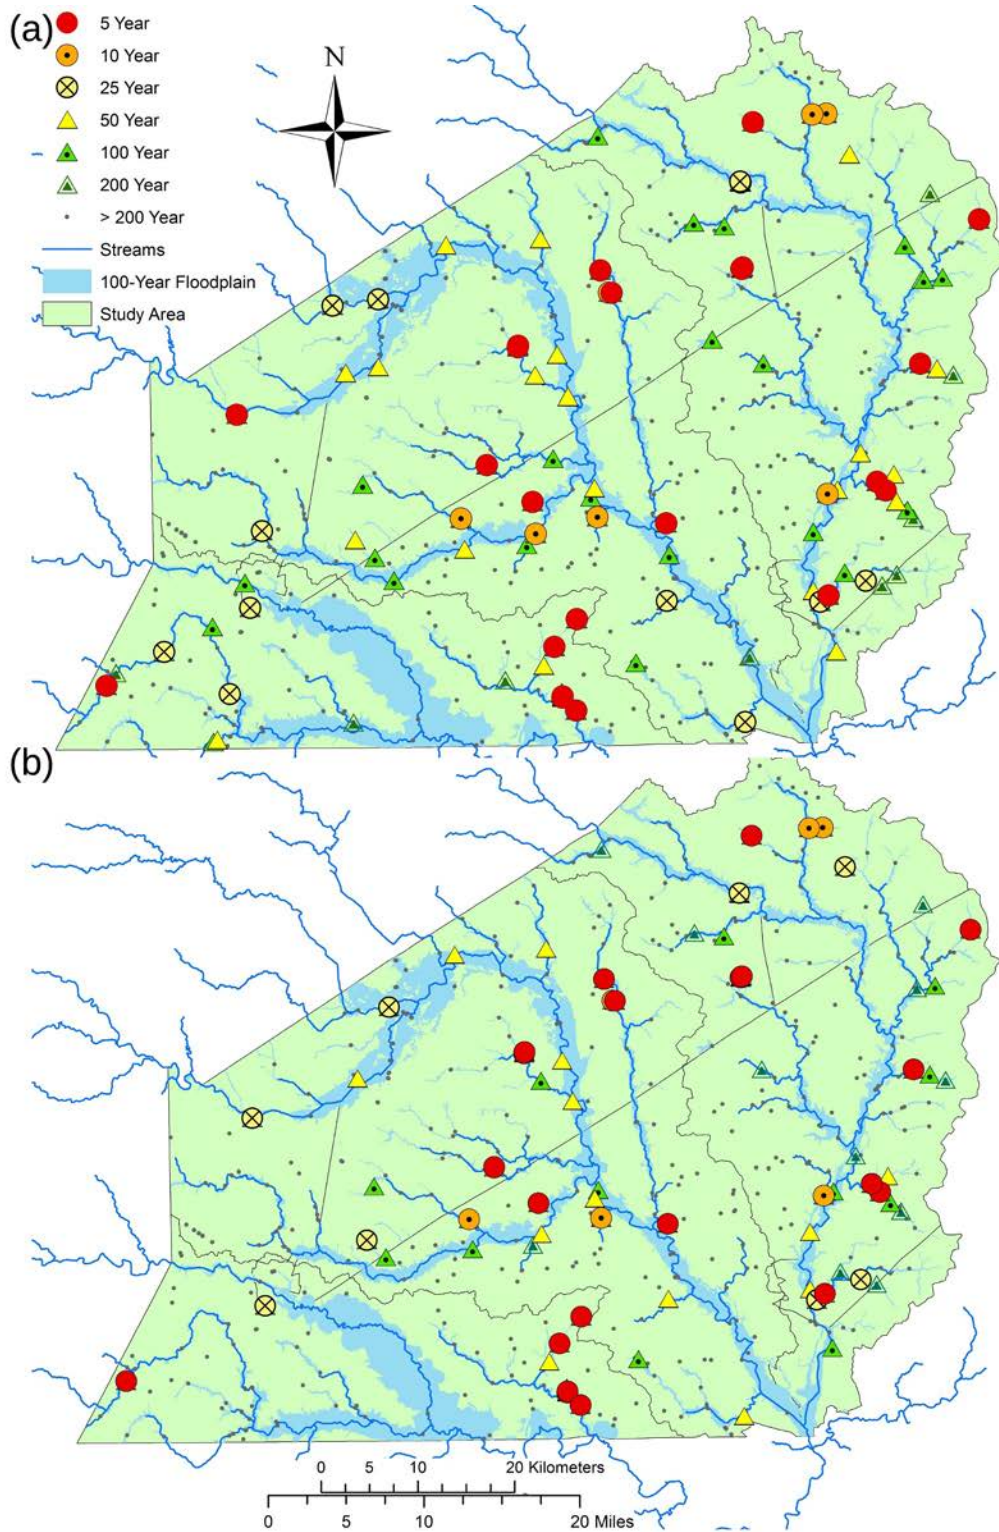 (a)
5 Year
10 Year
25 Year
50 Year
100 Year
200 Year
> 200 Year
Streams
100-Year Floodplain
Study Area
N
(b)
0 5 10 20 Kilometers
0 5 10 20 Miles